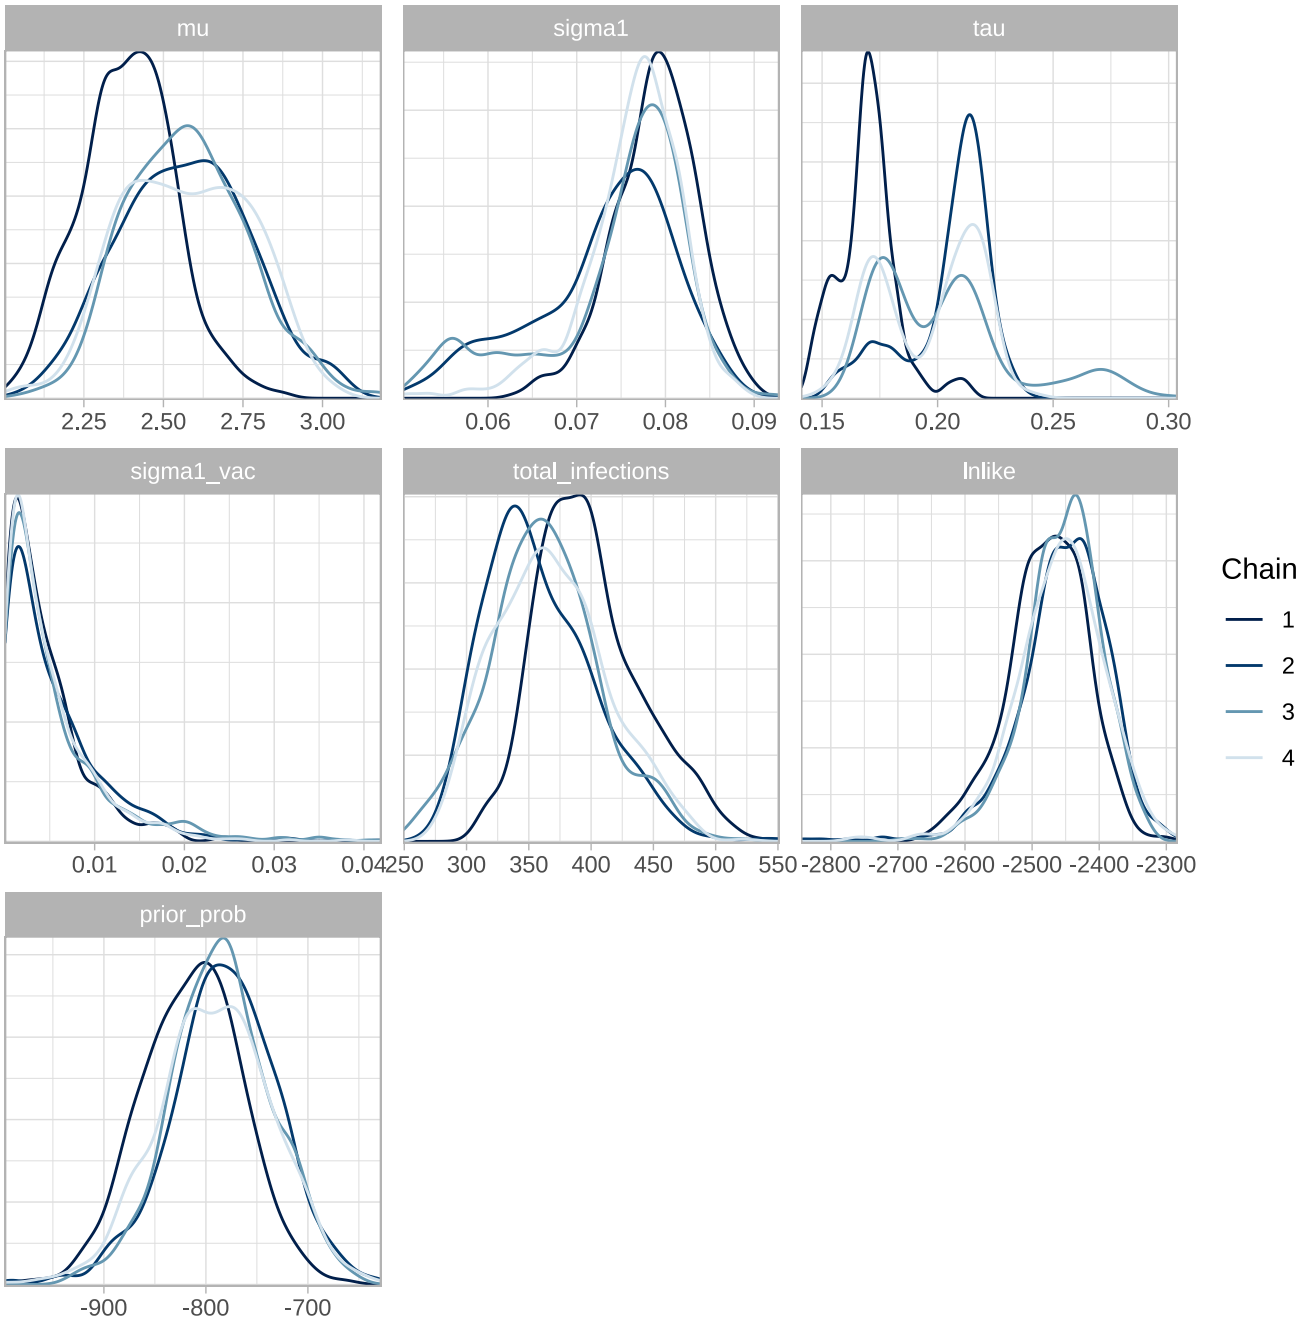 mu sigma1 tau
2.25 2.50 2.75 3.00 0.06 0.07 0.08 0.09 0.15 0.20 0.25 0.30
sigma1_vac total_infections lnlike
0.01 0.02 0.03 0.04 250 300 350 400 450 500 550 -2800 -2700 -2600 -2500 -2400 -2300
Chain
1
2
3
4
prior_prob
-900 -800 -700